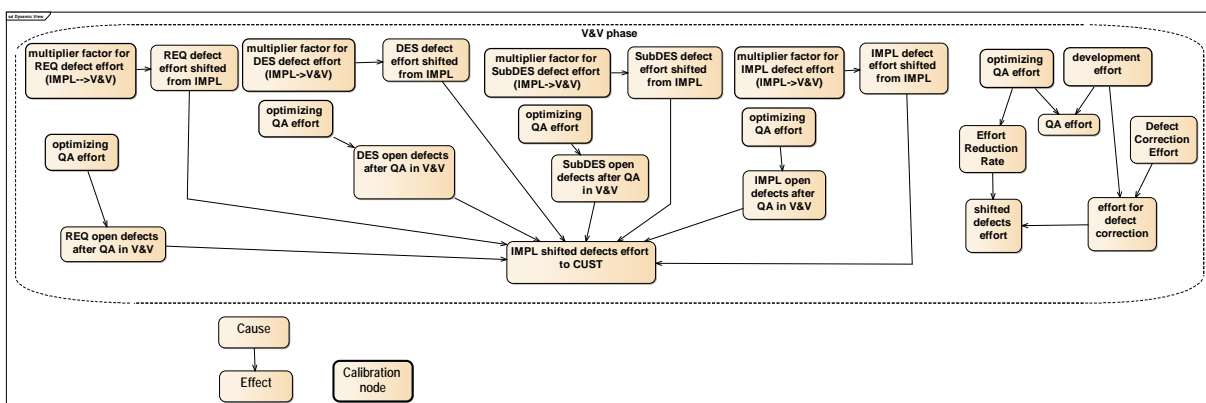 sd Dynamic View
V&V phase
multiplier factor for
REQ defect effort
(IMPL-->V&V)
REQ defect
effort shifted
from IMPL
multiplier factor for
DES defect effort
(IMPL->V&V)
DES defect
effort shifted
from IMPL
multiplier factor for
SubDES defect effort
(IMPL->V&V)
SubDES defect
effort shifted
from IMPL
multiplier factor for
IMPL defect effort
(IMPL->V&V)
IMPL defect
effort shifted
from IMPL
optimizing
QA effort
development
effort
optimizing
QA effort
optimizing
QA effort
optimizing
QA effort
QA effort
optimizing
QA effort
DES open defects
after QA in V&V
SubDES open
defects after QA
in V&V
IMPL open
defects after
QA in V&V
Effort
Reduction
Rate
Defect
Correction
Effort
REQ open defects
after QA in V&V
IMPL shifted defects effort
to CUST
shifted
defects
effort
effort for
defect
correction
Cause
Effect
Calibration
node